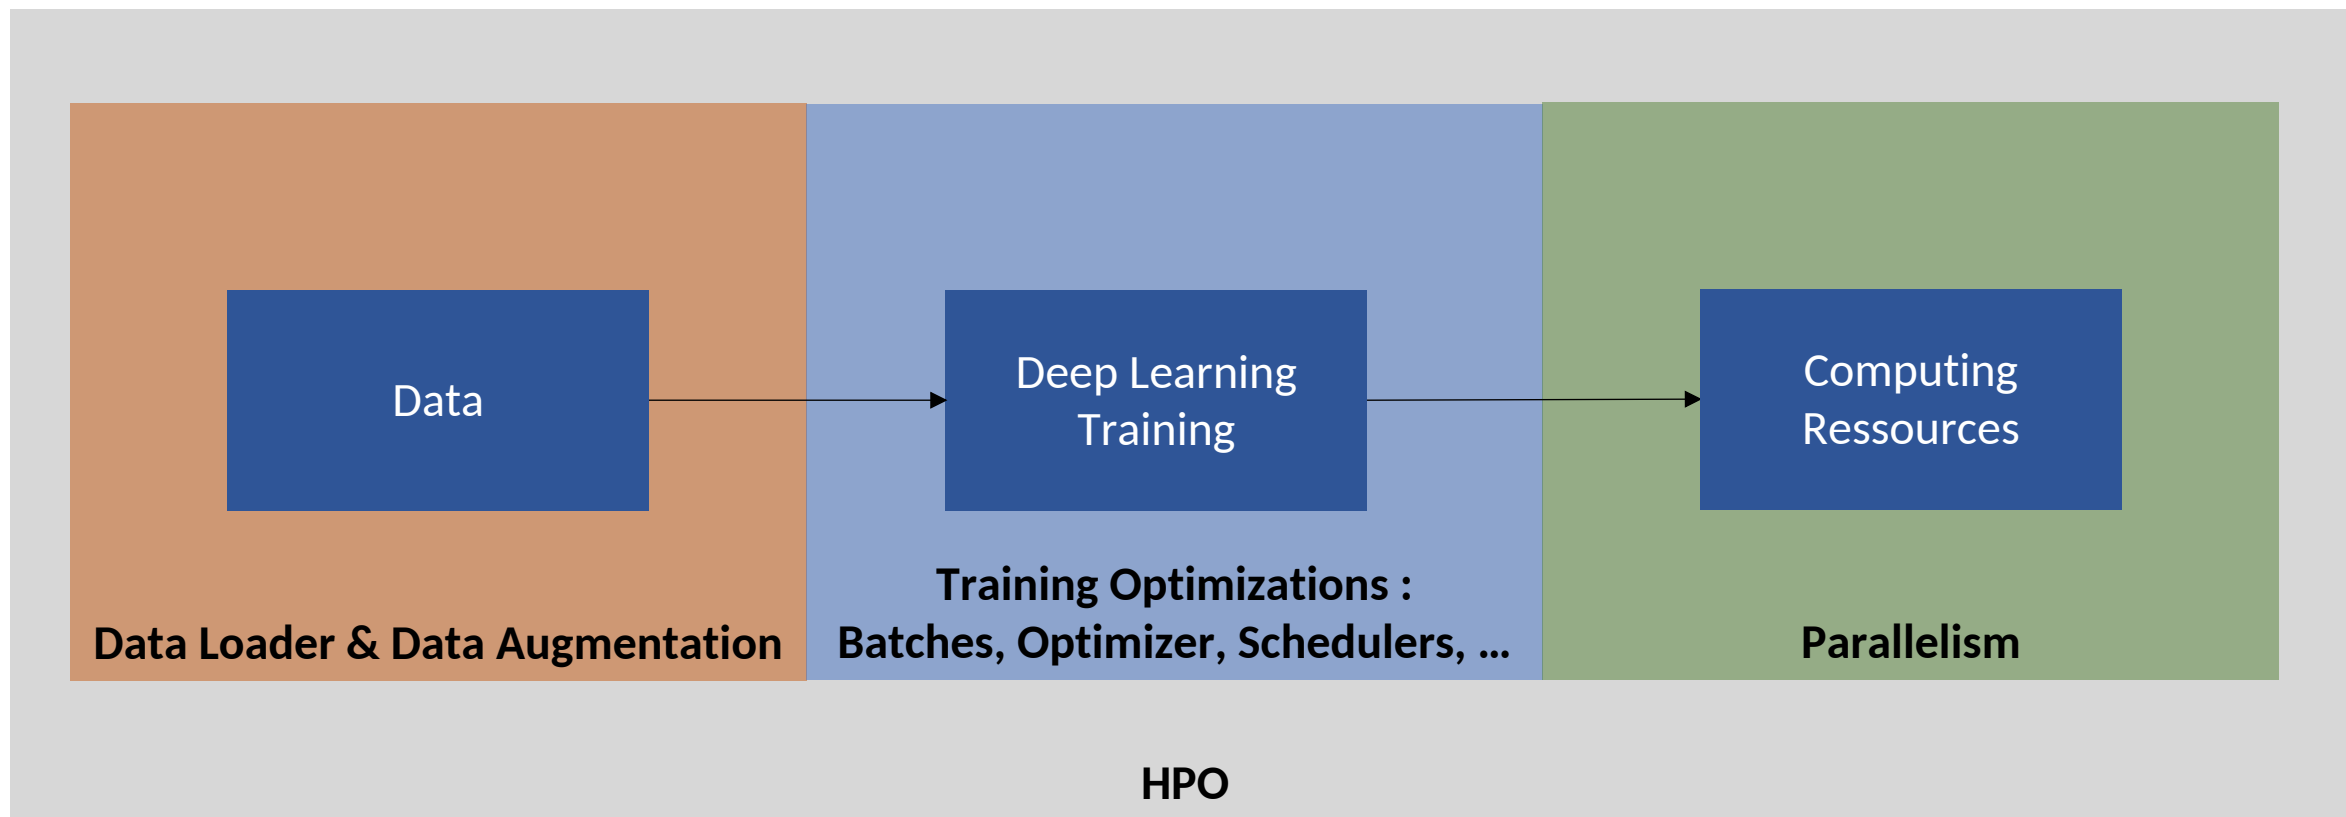 Data
Deep Learning
Training
Computing
Ressources
Data Loader & Data Augmentation
Training Optimizations :
Batches, Optimizer, Schedulers, ...
Parallelism
HPO